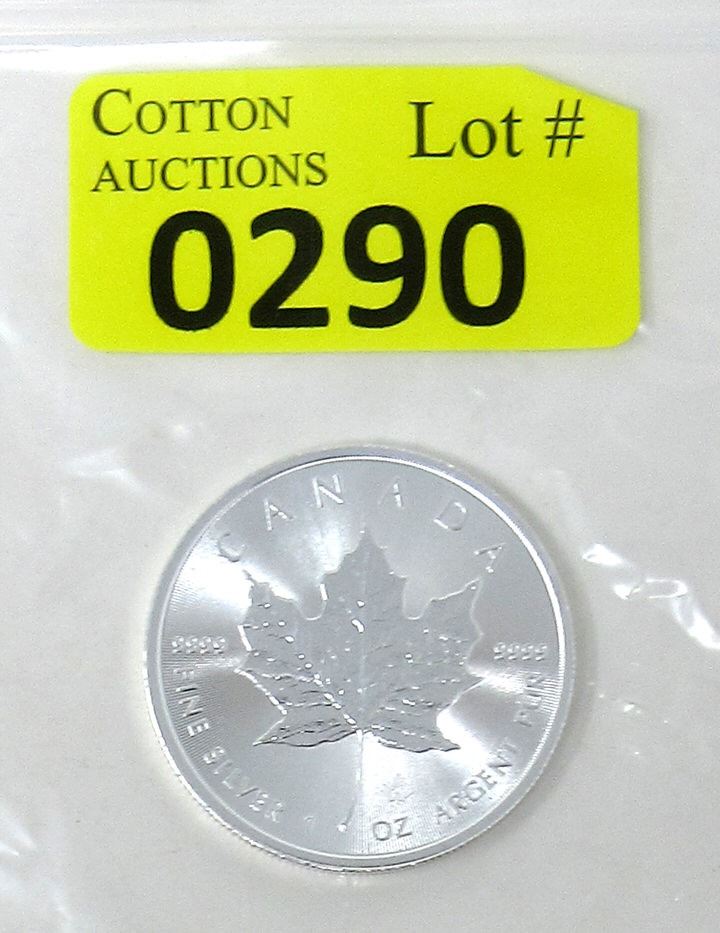 COTTON
AUCTIONS
Lot #
0290
CANADA
9999 9999
FINE SILVER 1 OZ ARGENT PUR